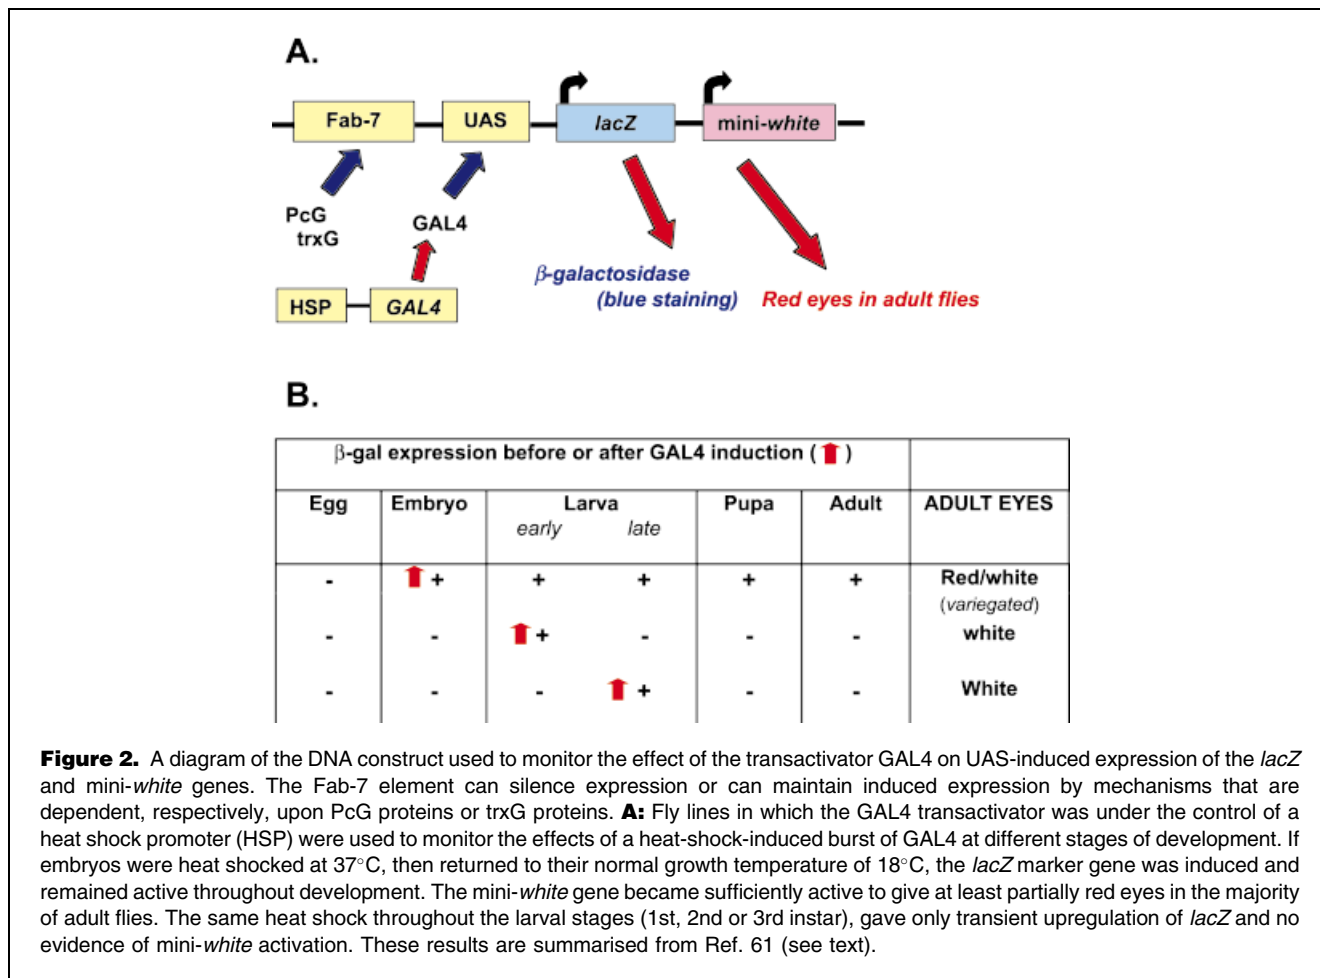 A.
Fab-7 UAS lacZ mini-white
PcG
trxG
GAL4
HSP GAL4
β-galactosidase
(blue staining)
Red eyes in adult flies
B.
β-gal expression before or after GAL4 induction ( )
Egg Embryo Larva Pupa Adult ADULT EYES
early late
- + + + + + Red/white
(variegated)
- - + - - - white
- - - + - - White
Figure 2. A diagram of the DNA construct used to monitor the effect of the transactivator GAL4 on UAS-induced expression of the lacZ
and mini-white genes. The Fab-7 element can silence expression or can maintain induced expression by mechanisms that are
dependent, respectively, upon PcG proteins or trxG proteins. A: Fly lines in which the GAL4 transactivator was under the control of a
heat shock promoter (HSP) were used to monitor the effects of a heat-shock-induced burst of GAL4 at different stages of development. If
embryos were heat shocked at 37°C, then returned to their normal growth temperature of 18°C, the lacZ marker gene was induced and
remained active throughout development. The mini-white gene became sufficiently active to give at least partially red eyes in the majority
of adult flies. The same heat shock throughout the larval stages (1st, 2nd or 3rd instar), gave only transient upregulation of lacZ and no
evidence of mini-white activation. These results are summarised from Ref. 61 (see text).